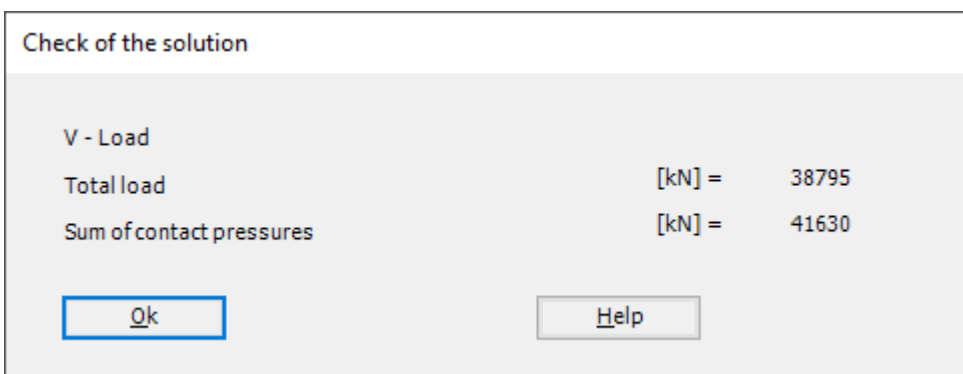 Check of the solution
V - Load
Total load [kN] = 38795
Sum of contact pressures [kN] = 41630
Ok Help